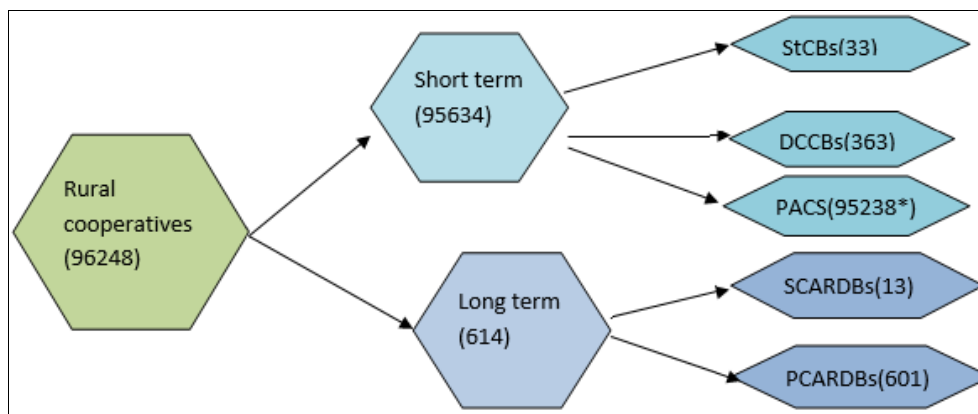 Rural
cooperatives
(96248)
Short term
(95634)
Long term
(614)
StCBs(33)
DCCBs(363)
PACS(95238*)
SCARDBs(13)
PCARDBs(601)